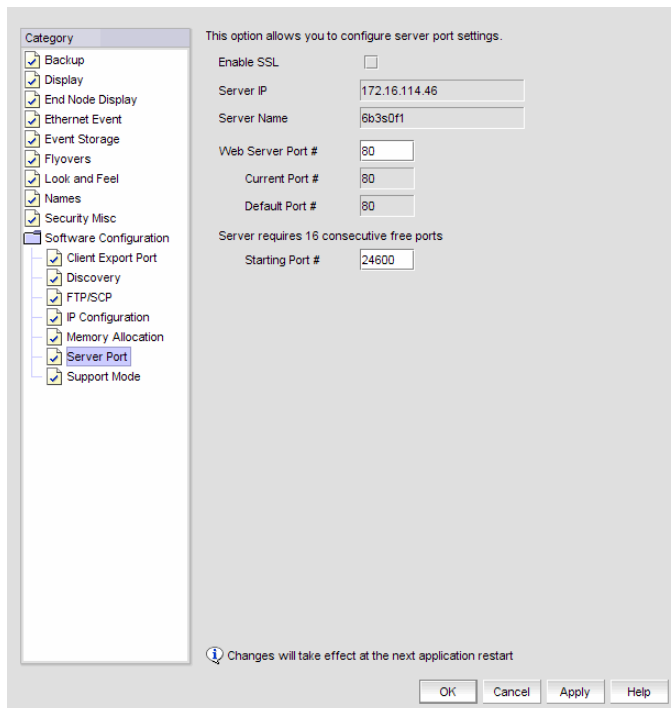 Category
Backup
Display
End Node Display
Ethernet Event
Event Storage
Flyovers
Look and Feel
Names
Security Misc
Software Configuration
Client Export Port
Discovery
FTP/SCP
IP Configuration
Memory Allocation
Server Port
Support Mode
This option allows you to configure server port settings.
Enable SSL
Server IP 172.16.114.46
Server Name 6b3s0f1
Web Server Port # 80
Current Port # 80
Default Port # 80
Server requires 16 consecutive free ports
Starting Port # 24600
Changes will take effect at the next application restart
OK Cancel Apply Help